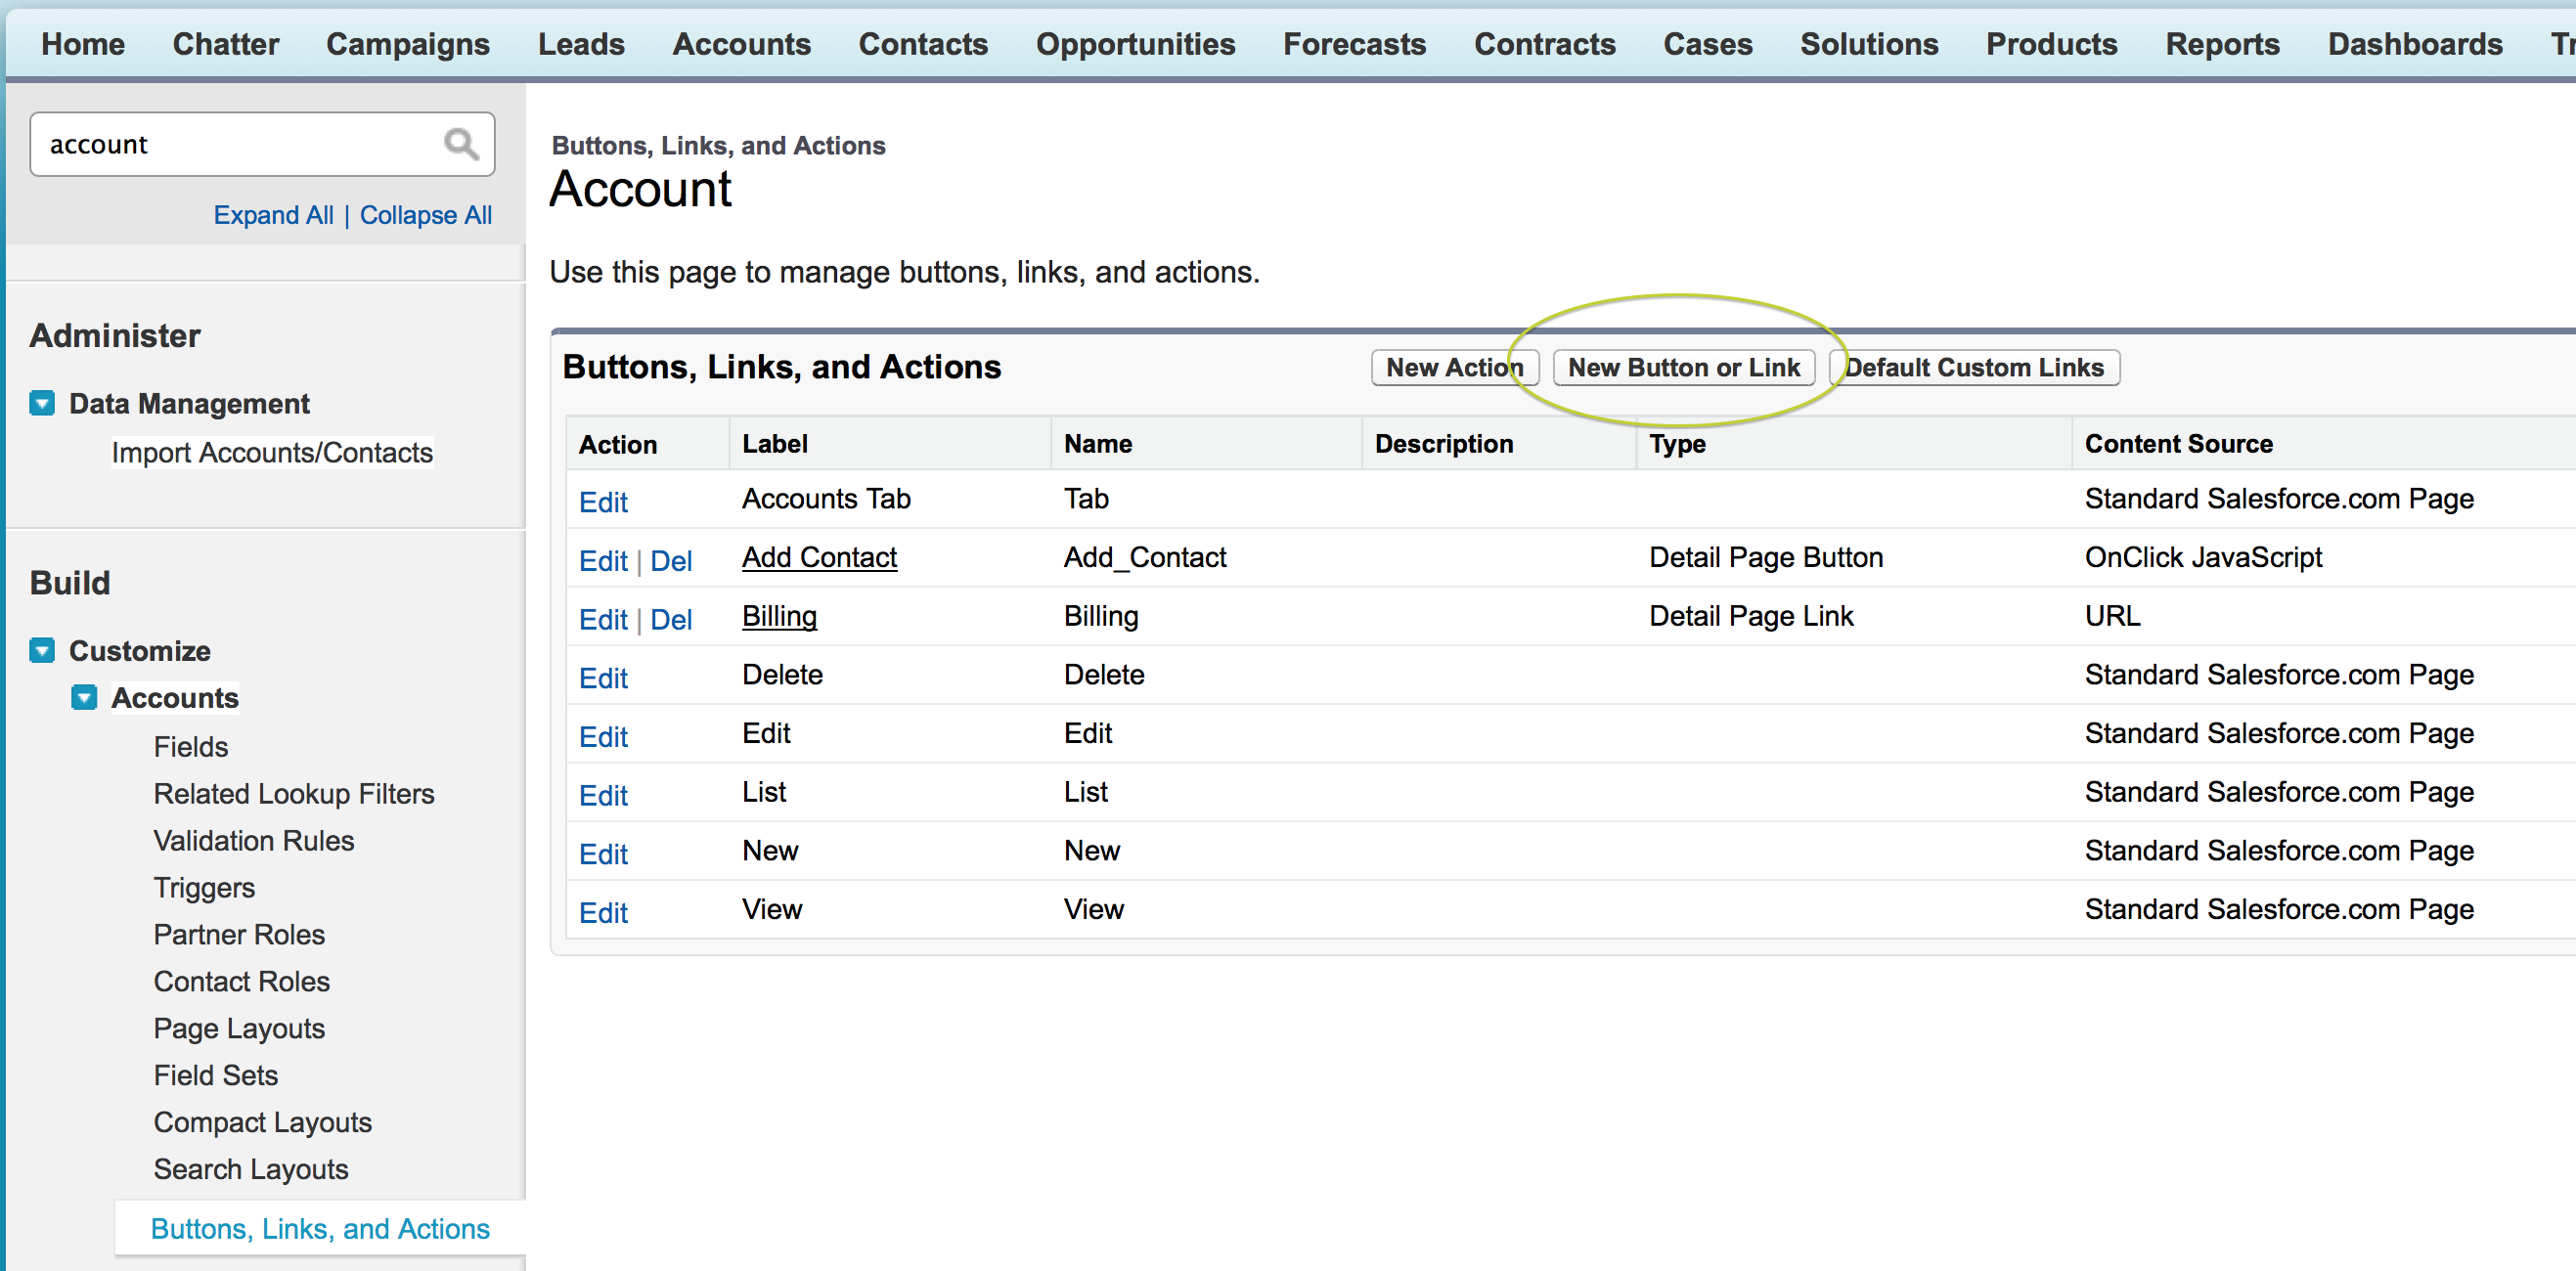 Home Chatter Campaigns Leads Accounts Contacts Opportunities Forecasts Contracts Cases Solutions Products Reports Dashboards
account
Expand All | Collapse All
Administer
Data Management
Import Accounts/Contacts
Build
Customize
Accounts
Fields
Related Lookup Filters
Validation Rules
Triggers
Partner Roles
Contact Roles
Page Layouts
Field Sets
Compact Layouts
Search Layouts
Buttons, Links, and Actions
Buttons, Links, and Actions
Account
Use this page to manage buttons, links, and actions.
Buttons, Links, and Actions New Action New Button or Link Default Custom Links
Action Label Name Description Type Content Source
Edit Accounts Tab Tab Standard Salesforce.com Page
Edit | Del Add Contact Add_Contact Detail Page Button OnClick JavaScript
Edit | Del Billing Billing Detail Page Link URL
Edit Delete Delete Standard Salesforce.com Page
Edit Edit Edit Standard Salesforce.com Page
Edit List List Standard Salesforce.com Page
Edit New New Standard Salesforce.com Page
Edit View View Standard Salesforce.com Page